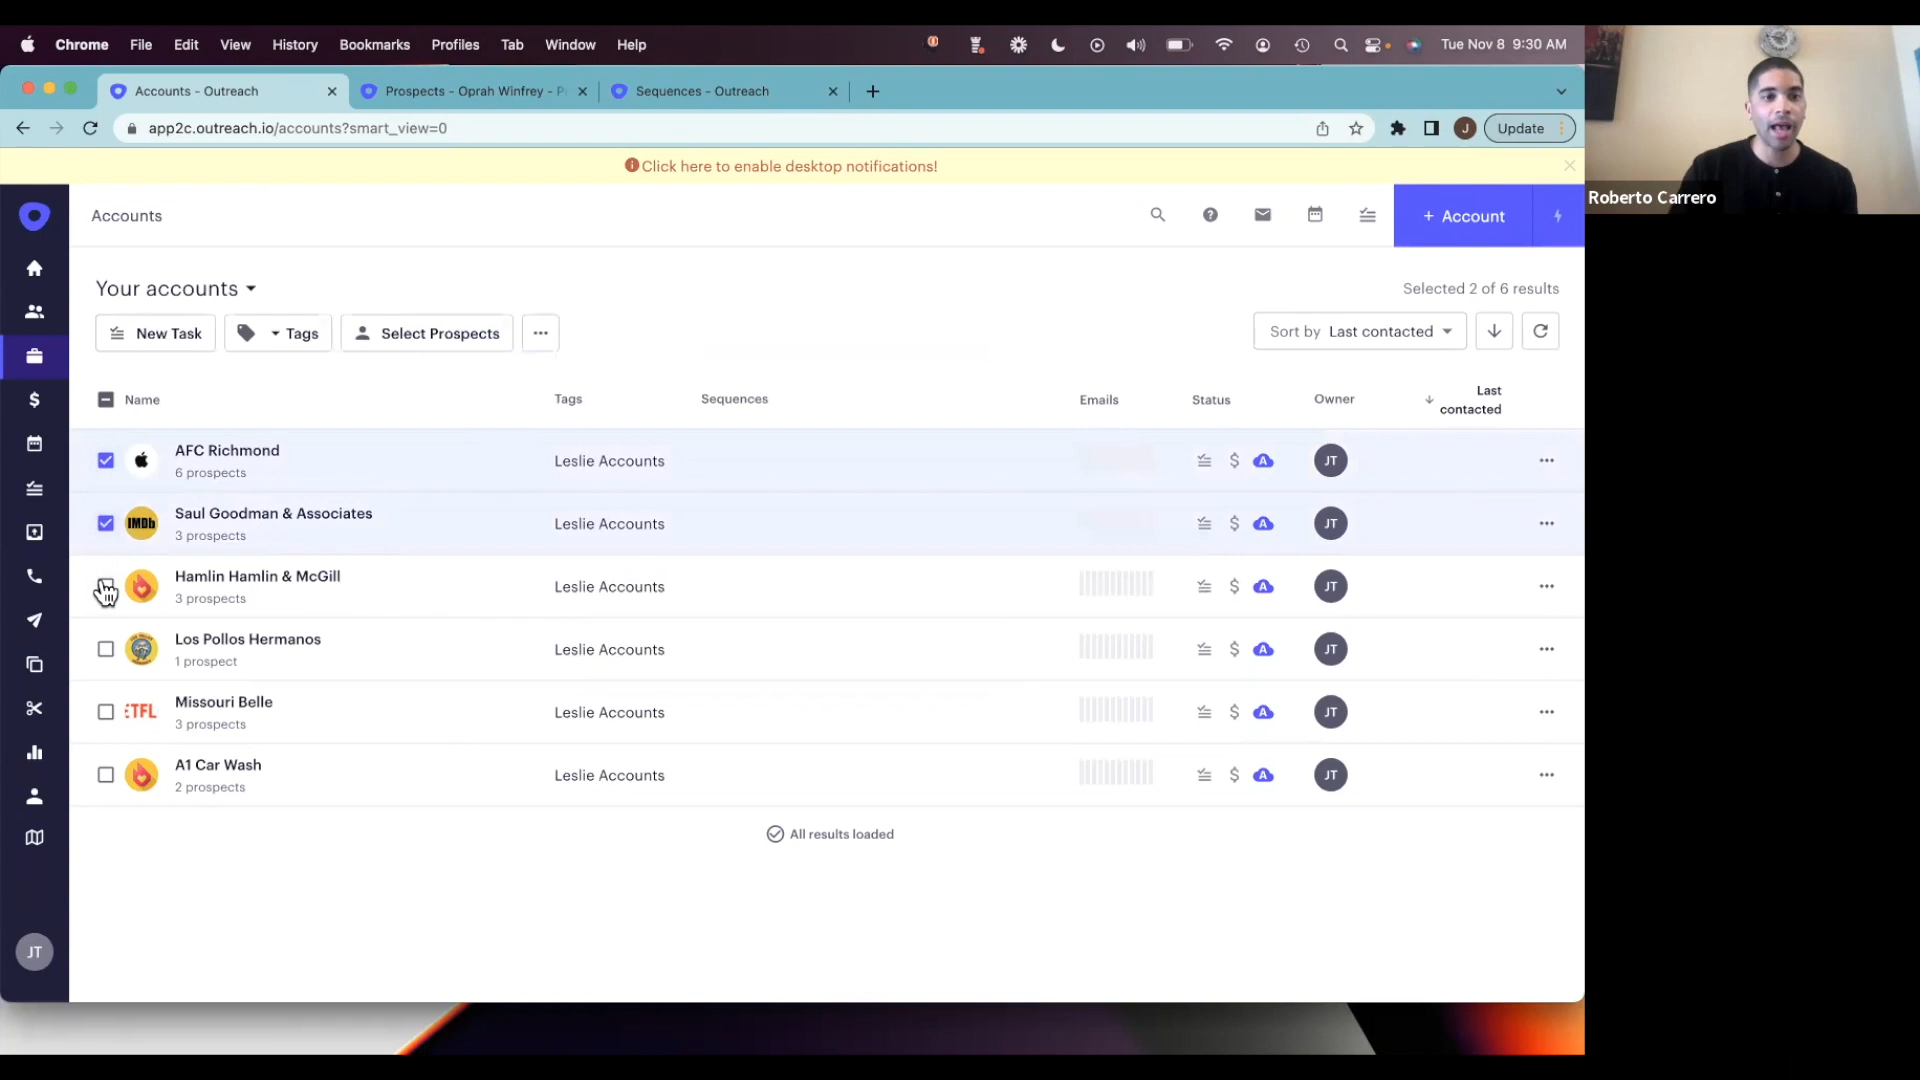 Chrome File Edit View History Bookmarks Profiles Tab Window Help Tue Nov 8 9:30 AM
Accounts - Outreach Prospects - Oprah Winfrey - Sequences - Outreach
app2c.outreach.io/accounts?smart_view=0 J Update
Click here to enable desktop notifications!
Roberto Carrero
Accounts + Account
Your accounts Selected 2 of 6 results
New Task Tags Select Prospects Sort by Last contacted
Name Tags Sequences Emails Status Owner Last contacted
AFC Richmond Leslie Accounts A JT
6 prospects
IMDb Saul Goodman & Associates Leslie Accounts A JT
3 prospects
Hamlin Hamlin & McGill Leslie Accounts A JT
3 prospects
Los Pollos Hermanos Leslie Accounts A JT
1 prospect
Missouri Belle Leslie Accounts A JT
3 prospects
A1 Car Wash Leslie Accounts A JT
2 prospects
All results loaded
JT